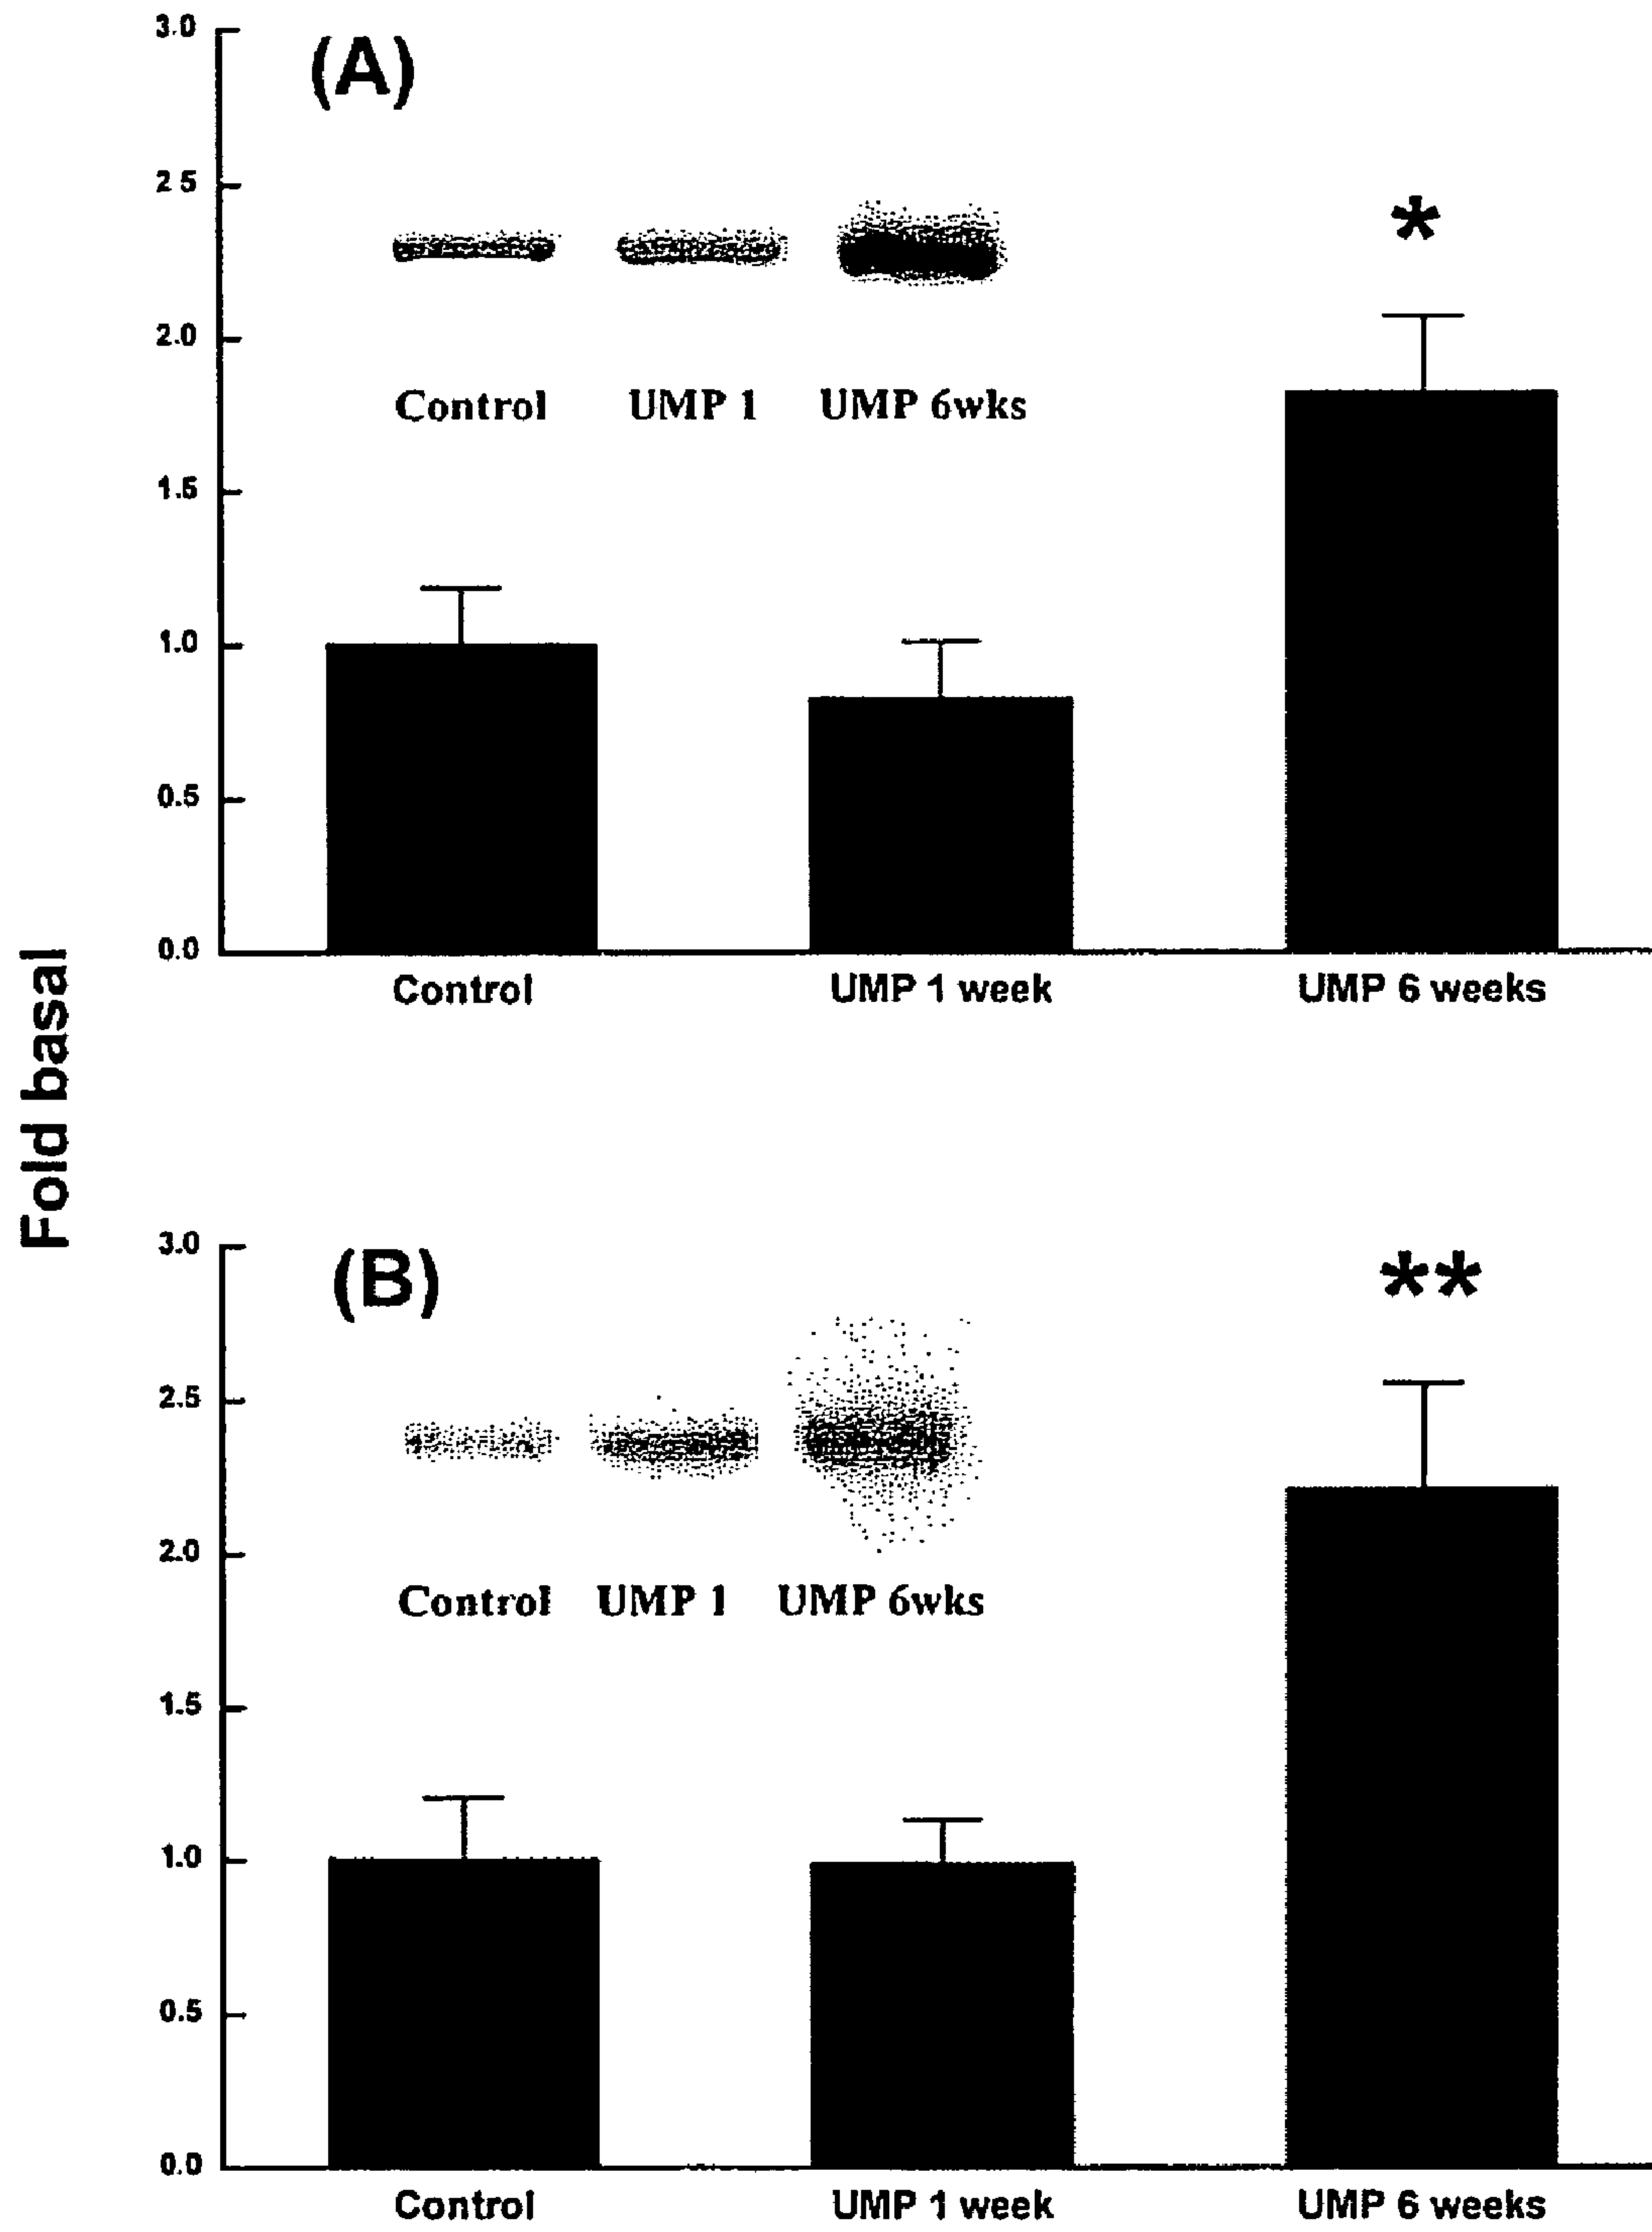 Fold basal
(A)
3.0
2 5
2.0
1.5
1.0
0.5
0.0
*
Control UMP 1 UMP 6wks
Control UMP 1 week UMP 6 weeks
(B)
3.0
2.5
2.0
1.5
1.0
0.5
0.0
**
Control UMP 1 UMP 6wks
Control UMP 1 week UMP 6 weeks